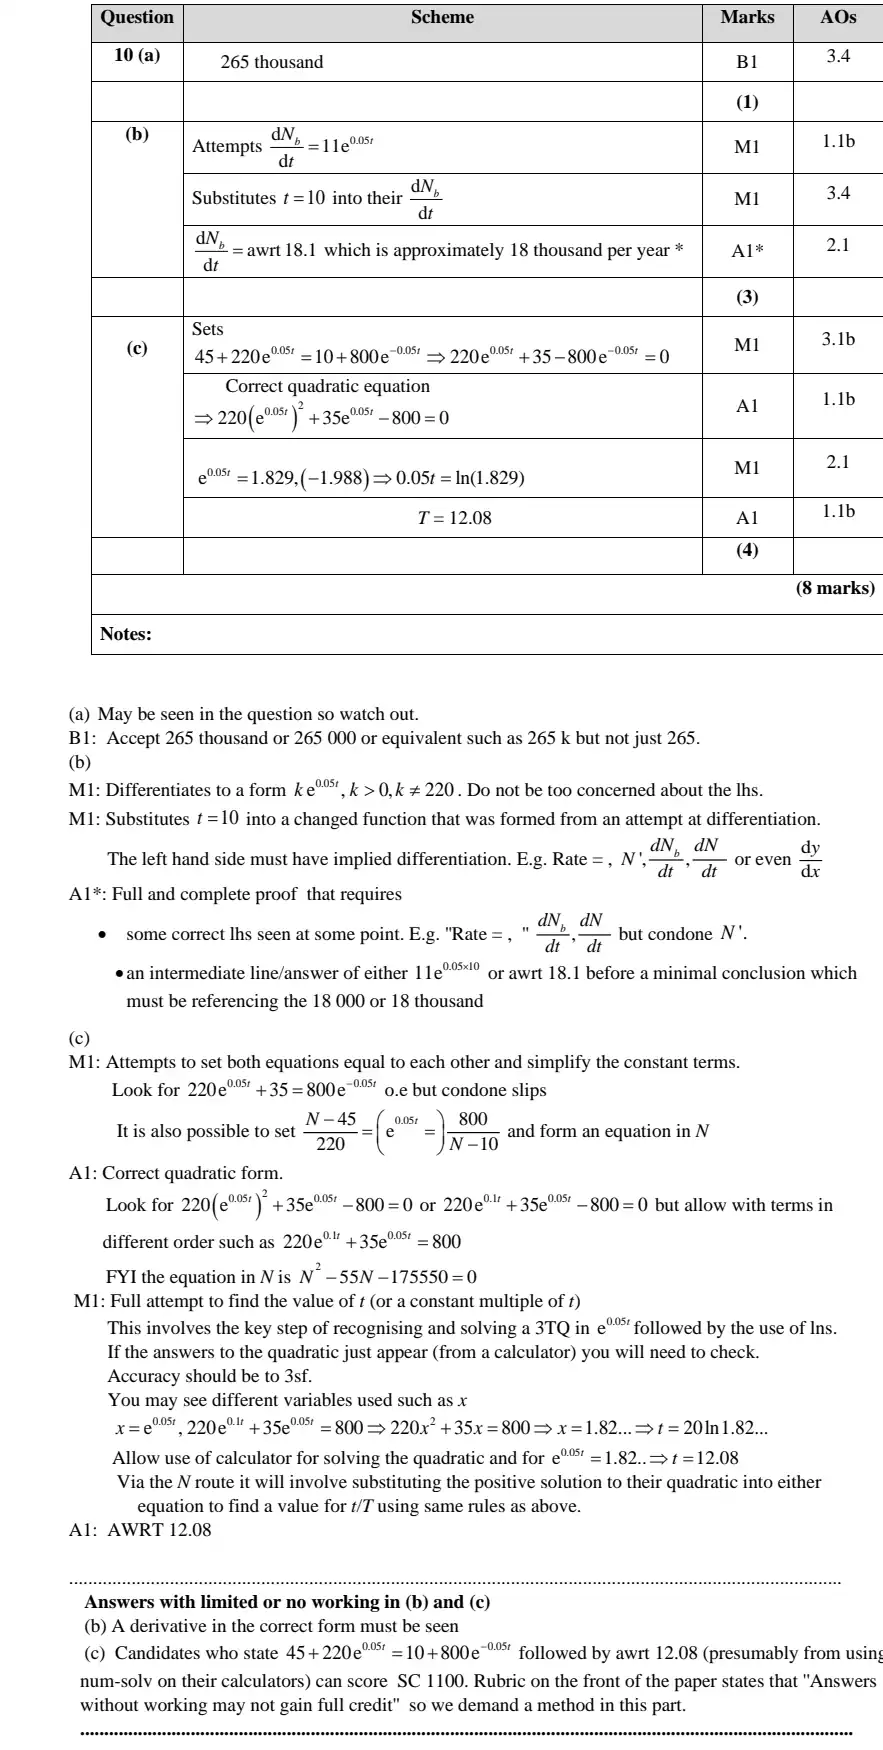 Question Scheme Marks AOs
10 (a) 265 thousand B1 3.4
(1)
(b) Attempts dN_b/dt = 11e^{0.05t} M1 1.1b
Substitutes t = 10 into their dN_b/dt M1 3.4
dN_b/dt = awrt 18.1 which is approximately 18 thousand per year * A1* 2.1
(3)
(c) Sets
45 + 220e^{0.05t} = 10 + 800e^{−0.05t} ⇒ 220e^{0.05t} + 35 − 800e^{−0.05t} = 0 M1 3.1b
Correct quadratic equation
⇒ 220(e^{0.05t})^2 + 35e^{0.05t} − 800 = 0 A1 1.1b
e^{0.05t} = 1.829, (−1.988) ⇒ 0.05t = ln(1.829) M1 2.1
T = 12.08 A1 1.1b
(4)
(8 marks)
Notes:
(a) May be seen in the question so watch out.
B1: Accept 265 thousand or 265 000 or equivalent such as 265 k but not just 265.
(b)
M1: Differentiates to a form k e^{0.05t}, k > 0, k ≠ 220. Do not be too concerned about the lhs.
M1: Substitutes t = 10 into a changed function that was formed from an attempt at differentiation.
The left hand side must have implied differentiation. E.g. Rate = , N', dN_b/dt, dN/dt or even dy/dx
A1*: Full and complete proof that requires
• some correct lhs seen at some point. E.g. "Rate = , " dN_b/dt, dN/dt but condone N'.
• an intermediate line/answer of either 11e^{0.05×10} or awrt 18.1 before a minimal conclusion which
must be referencing the 18 000 or 18 thousand
(c)
M1: Attempts to set both equations equal to each other and simplify the constant terms.
Look for 220e^{0.05t} + 35 = 800e^{−0.05t} o.e but condone slips
It is also possible to set (N − 45)/220 = (e^{0.05t} =) 800/(N − 10) and form an equation in N
A1: Correct quadratic form.
Look for 220(e^{0.05t})^2 + 35e^{0.05t} − 800 = 0 or 220e^{0.1t} + 35e^{0.05t} − 800 = 0 but allow with terms in
different order such as 220e^{0.1t} + 35e^{0.05t} = 800
FYI the equation in N is N^2 − 55N − 175550 = 0
M1: Full attempt to find the value of t (or a constant multiple of t)
This involves the key step of recognising and solving a 3TQ in e^{0.05t} followed by the use of lns.
If the answers to the quadratic just appear (from a calculator) you will need to check.
Accuracy should be to 3sf.
You may see different variables used such as x
x = e^{0.05t}, 220e^{0.1t} + 35e^{0.05t} = 800 ⇒ 220x^2 + 35x = 800 ⇒ x = 1.82... ⇒ t = 20ln1.82...
Allow use of calculator for solving the quadratic and for e^{0.05t} = 1.82.. ⇒ t = 12.08
Via the N route it will involve substituting the positive solution to their quadratic into either
equation to find a value for t/T using same rules as above.
A1: AWRT 12.08
Answers with limited or no working in (b) and (c)
(b) A derivative in the correct form must be seen
(c) Candidates who state 45 + 220e^{0.05t} = 10 + 800e^{−0.05t} followed by awrt 12.08 (presumably from using
num-solv on their calculators) can score SC 1100. Rubric on the front of the paper states that "Answers
without working may not gain full credit" so we demand a method in this part.